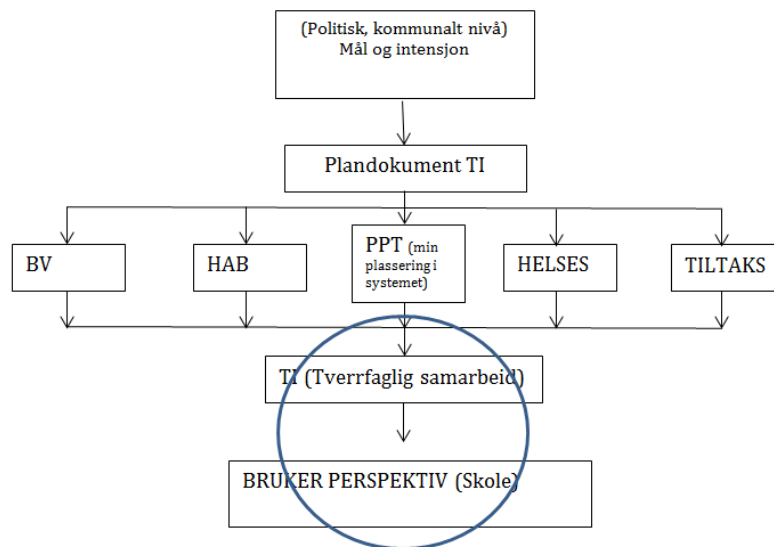 (Politisk, kommunalt nivå)
Mål og intensjon
Plandokument TI
BV
HAB
PPT (min
plassering i
systemet)
HELSES
TILTAKS
TI (Tverrfaglig samarbeid)
BRUKER PERSPEKTIV (Skole)